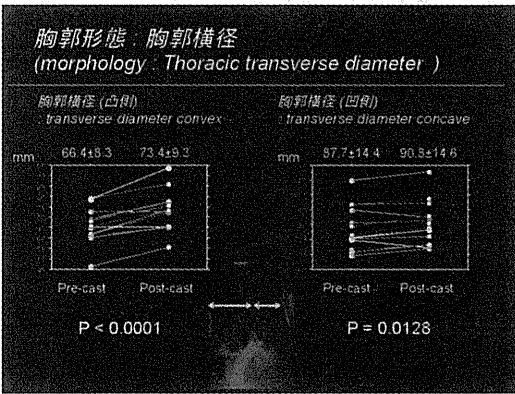 胸郭形態 : 胸郭横径
(morphology : Thoracic transverse diameter )
胸郭横径 (凸側)
: transverse diameter convex
胸郭横径 (凹側)
: transverse diameter concave
mm 66.4±8.3 73.4±9.3
mm 87.7±14.4 90.8±14.6
Pre-cast Post-cast
Pre-cast Post-cast
P < 0.0001
P = 0.0128